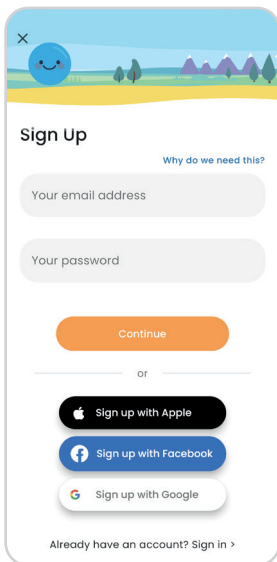 Sign Up
Why do we need this?
Your email address
Your password
Continue
or
Sign up with Apple
Sign up with Facebook
Sign up with Google
Already have an account? Sign in >